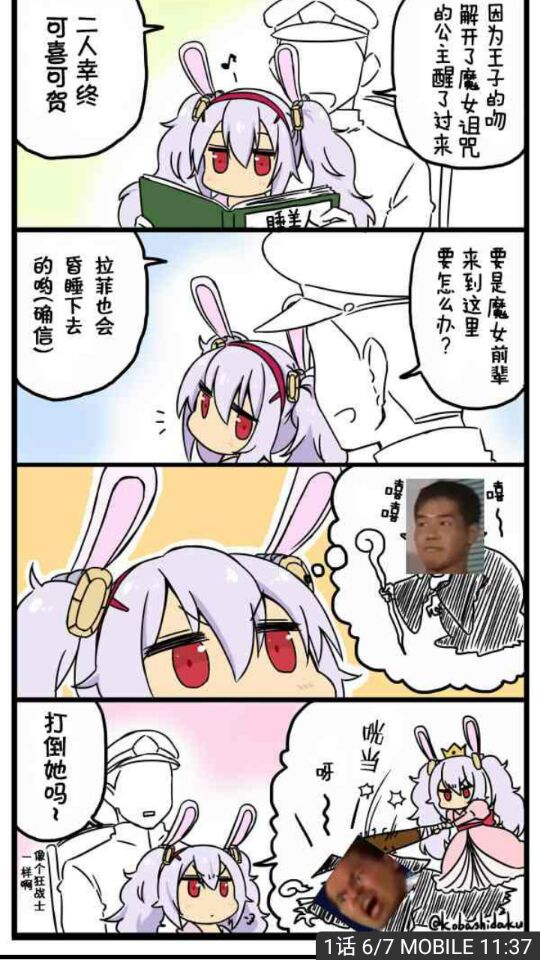 因为王子的吻
解开了魔女诅咒
的公主醒了过来
二人幸终
可喜可贺
睡美人
要是魔女前辈
来到这里
要怎么办？
拉菲也会
昏睡下去
的哟(确信)
嘻～
嘻
嘻
打倒她吗～
像个狂战士
一样啊
咣当
呀
@kobashidaku
1话 6/7 MOBILE 11:37